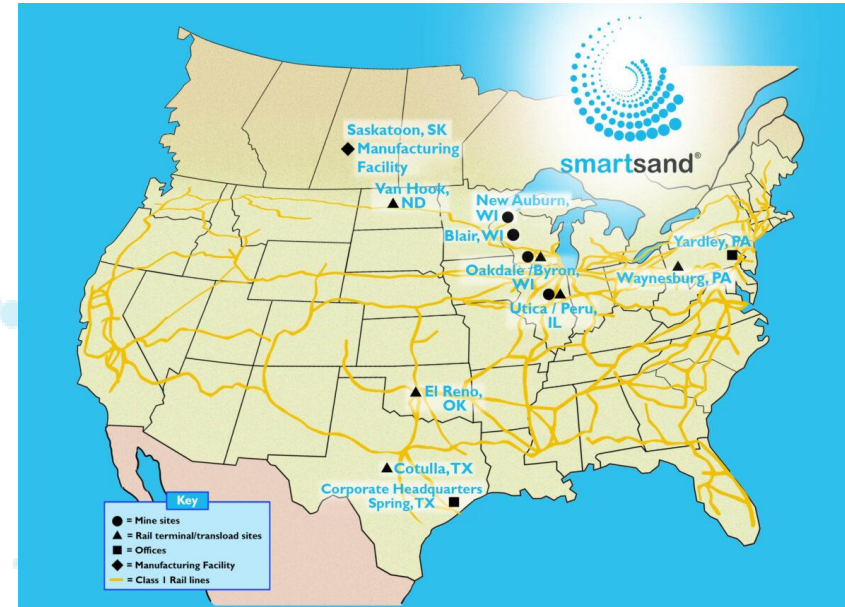 smartsand®
Saskatoon, SK
Manufacturing
Facility
Van Hook,
ND
New Auburn,
WI
Blair, WI
Oakdale / Byron,
WI
Utica / Peru,
IL
Yardley, PA
Waynesburg, PA
El Reno,
OK
Cotulla, TX
Corporate Headquarters
Spring, TX
Key
= Mine sites
= Rail terminal/transload sites
= Offices
= Manufacturing Facility
= Class 1 Rail lines